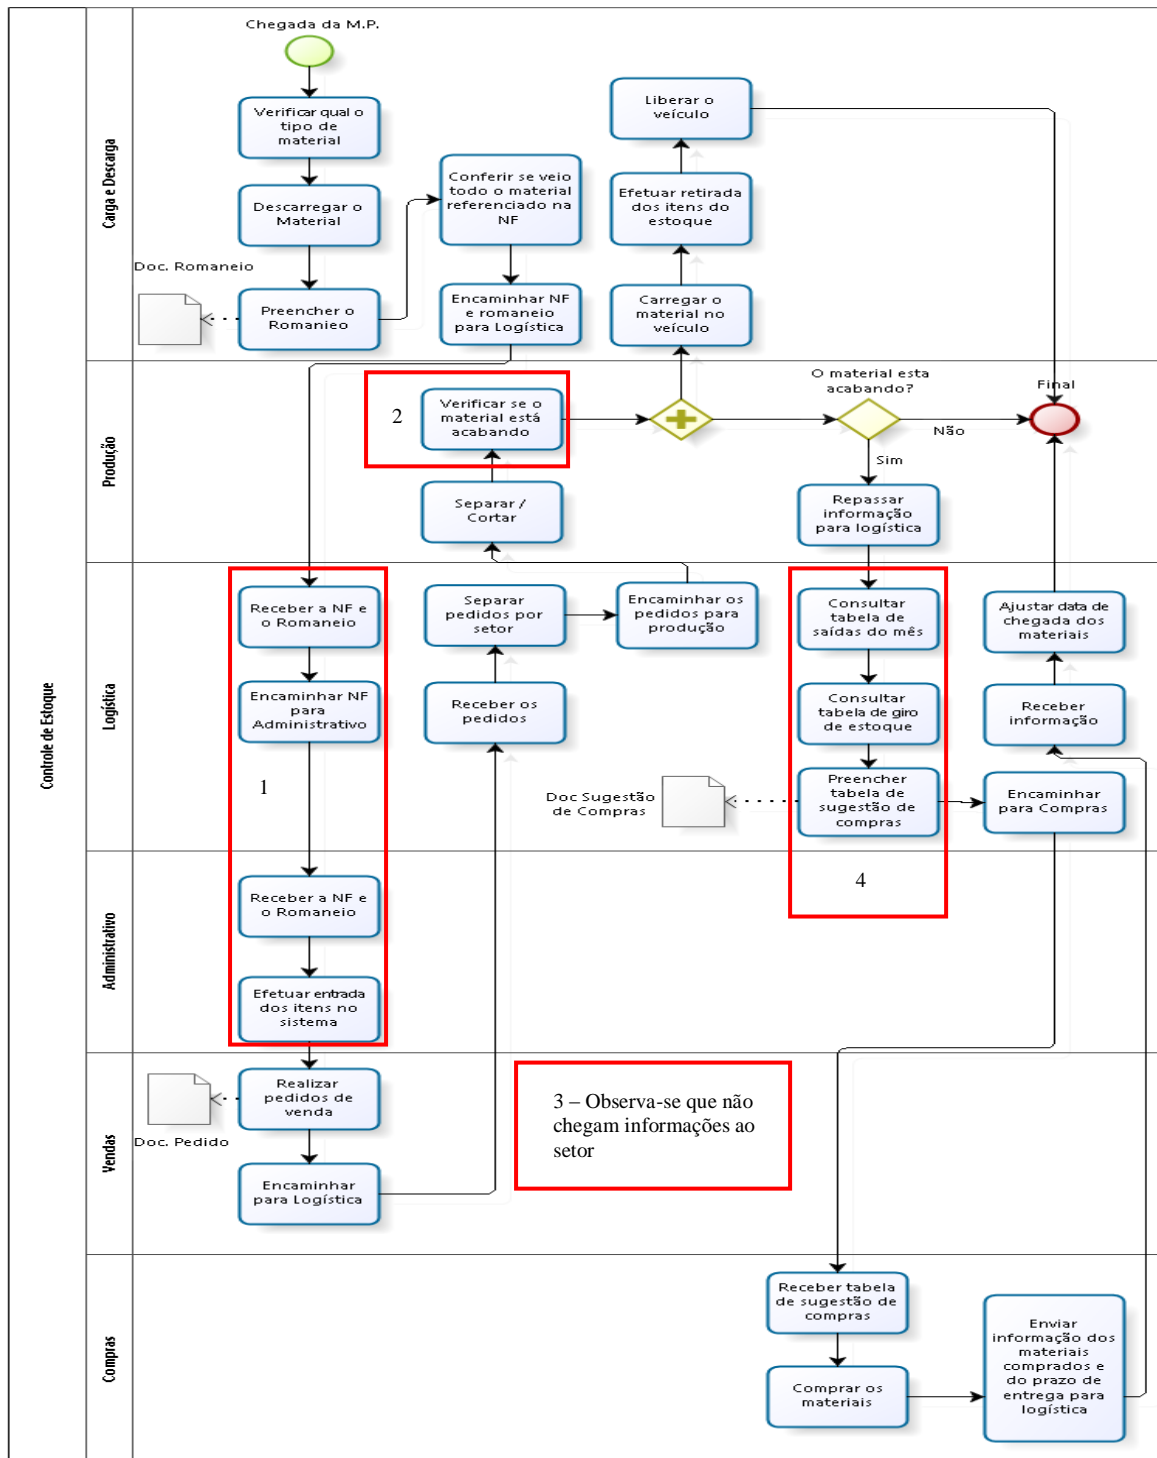 Controle de Estoque
Carga e Descarga
Chegada da M.P.
Verificar qual o
tipo de
material
Descarregar o
Material
Doc. Romaneio
Preencher o
Romanieo
Conferir se veio
todo o material
referenciado na
NF
Encaminhar NF
e romaneio
para Logística
Liberar o
veículo
Efetuar retirada
dos itens do
estoque
Carregar o
material no
veículo
Produção
2
Verificar se o
material está
acabando
Separar /
Cortar
O material esta
acabando?
Não
Sim
Final
Repassar
informação
para logística
Logística
Receber a NF e
o Romaneio
Encaminhar NF
para
Administrativo
1
Separar
pedidos por
setor
Encaminhar os
pedidos para
produção
Receber os
pedidos
Consultar
tabela de
saídas do mês
Consultar
tabela de giro
de estoque
Doc Sugestão
de Compras
Preencher
tabela de
sugestão de
compras
Ajustar data de
chegada dos
materiais
Receber
informação
Encaminhar
para Compras
Administrativo
Receber a NF e
o Romaneio
Efetuar entrada
dos itens no
sistema
4
Vendas
Realizar
pedidos de
venda
Doc. Pedido
Encaminhar
para Logística
3 – Observa-se que não
chegam informações ao
setor
Compras
Receber tabela
de sugestão de
compras
Comprar os
materiais
Enviar
informação dos
materiais
comprados e
do prazo de
entrega para
logística